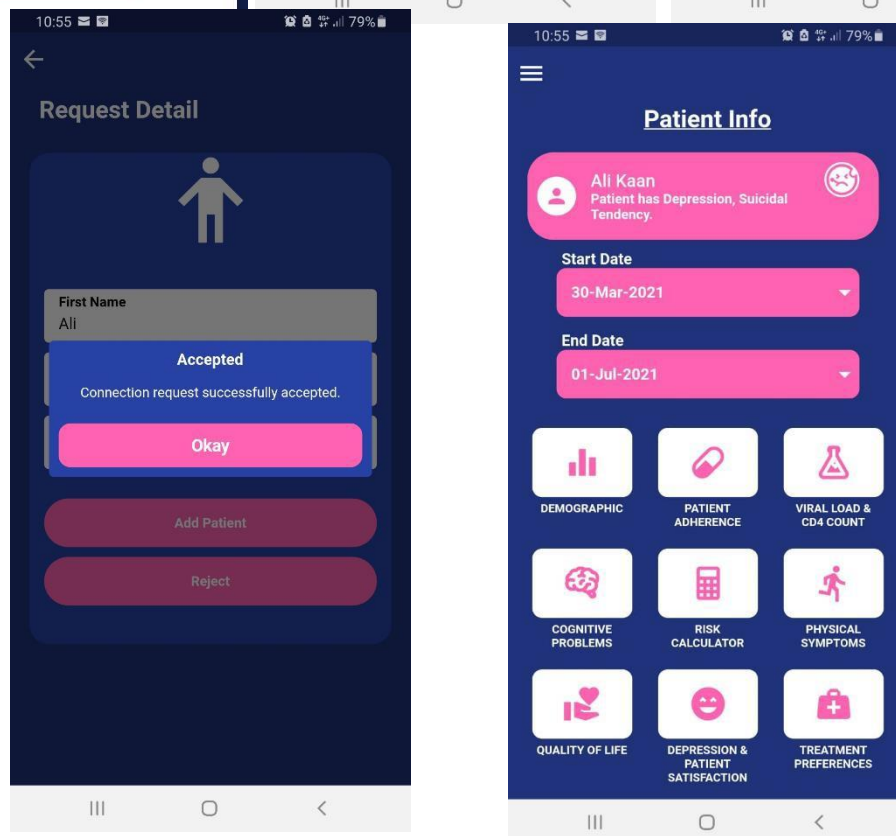 10:55
79%
Request Detail
First Name
Ali
Accepted
Connection request successfully accepted.
Okay
Add Patient
Reject
10:55
4G+
79%
Patient Info
Ali Kaan
Patient has Depression, Suicidal
Tendency.
Start Date
30-Mar-2021
End Date
01-Jul-2021
DEMOGRAPHIC
PATIENT
ADHERENCE
VIRAL LOAD &
CD4 COUNT
COGNITIVE
PROBLEMS
RISK
CALCULATOR
PHYSICAL
SYMPTOMS
QUALITY OF LIFE
DEPRESSION &
PATIENT
SATISFACTION
TREATMENT
PREFERENCES